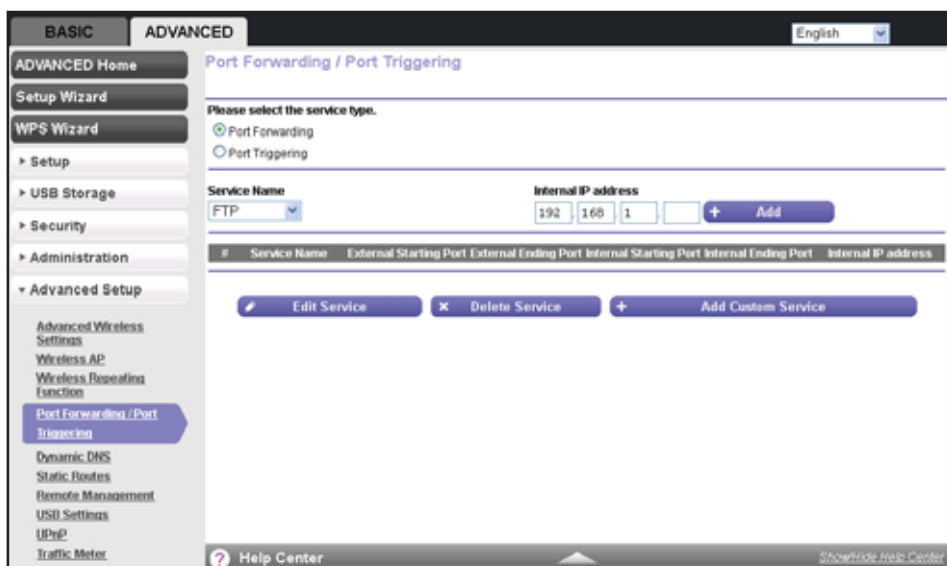 BASIC
ADVANCED
English
ADVANCED Home
Setup Wizard
WPS Wizard
Setup
USB Storage
Security
Administration
Advanced Setup
Advanced Wireless
Settings
Wireless AP
Wireless Repeating
Function
Port Forwarding / Port
Triggering
Dynamic DNS
Static Routes
Remote Management
USB Settings
UPnP
Traffic Meter
Port Forwarding / Port Triggering
Please select the service type.
Port Forwarding
Port Triggering
Service Name
FTP
Internal IP address
192 . 168 . 1 .
+ Add
# Service Name External Starting Port External Ending Port Internal Starting Port Internal Ending Port Internal IP address
Edit Service
× Delete Service
+ Add Custom Service
? Help Center
Show/Hide Help Center